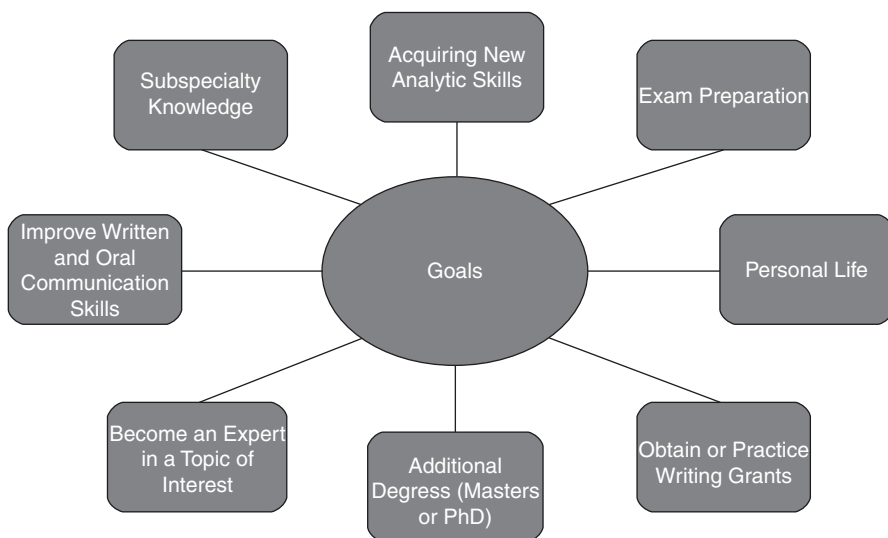 Acquiring New
Analytic Skills
Subspecialty
Knowledge
Exam Preparation
Improve Written
and Oral
Communication
Skills
Goals
Personal Life
Become an Expert
in a Topic of
Interest
Additional
Degress (Masters
or PhD)
Obtain or Practice
Writing Grants